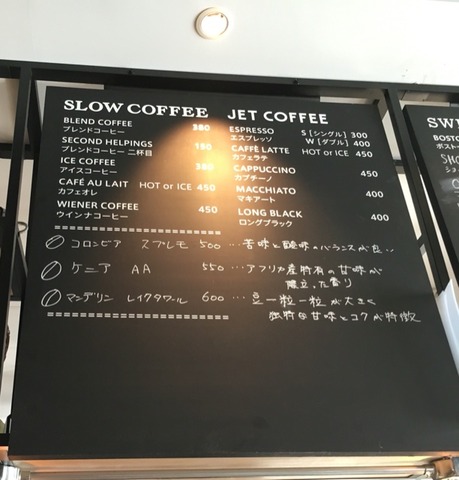 SLOW COFFEE
BLEND COFFEE 380
ブレンドコーヒー
SECOND HELPINGS 180
ブレンドコーヒー 二杯目
ICE COFFEE 380
アイスコーヒー
CAFÉ AU LAIT HOT or ICE 450
カフェオレ
WIENER COFFEE 450
ウインナコーヒー
JET COFFEE
ESPRESSO S [シングル] 300
エスプレッソ W [ダブル] 400
CAFFÈ LATTE HOT or ICE 450
カフェラテ
CAPPUCCINO 450
カプチーノ
MACCHIATO 400
マキアート
LONG BLACK 400
ロングブラック
コロンビア スプレモ 500 ... 苦味と酸味のバランスが良い..
ケニア AA 550 ... アフリカ産特有の甘味が
際立った香り
マンデリン レイクタワール 600 ... 豆一粒一粒が大きく
独特な甘味とコクが特徴
SW
BOSTO
ボストー